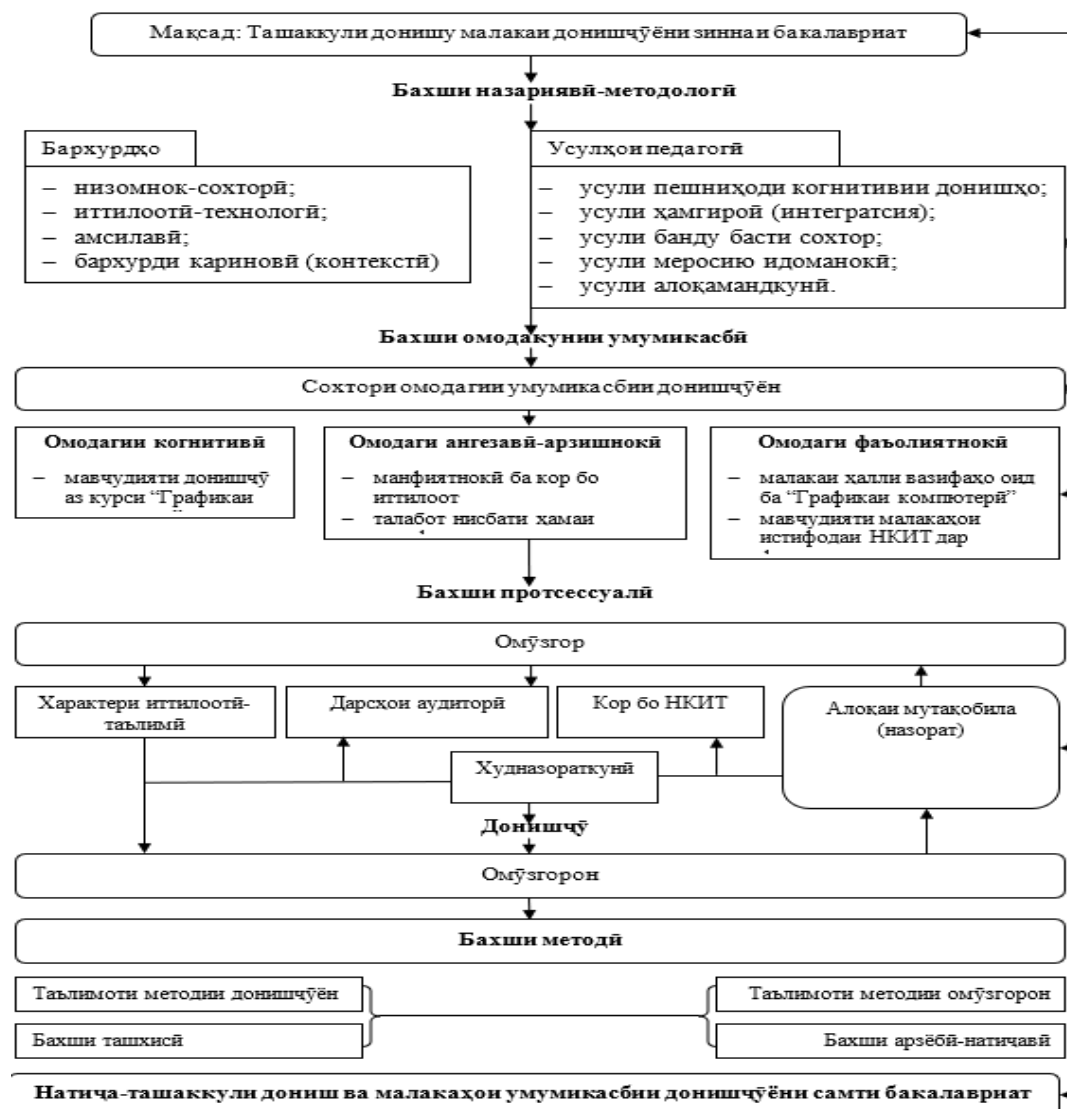 Мақсад: Ташаккули донишу малакаи донишҷӯёни зиннаи бакалавриат
Бахши назариявӣ-методологӣ
Бархурдҳо
– низомнок-сохторӣ;
– иттилоотӣ-технологӣ;
– амсилавӣ;
– бархурди кариновӣ (контекстӣ)
Усулҳои педагогӣ
– усули пешниҳоди когнитивии донишҳо;
– усули ҳамгироӣ (интегратсия);
– усули банду басти сохтор;
– усули меросию идоманокӣ;
– усули алоқамандкунӣ.
Бахши омодакунии умумикасбӣ
Сохтори омодагии умумикасбии донишҷӯён
Омодагии когнитивӣ
– мавҷудияти донишҷӯ
аз курси “Графикаи
Омодаги ангезавӣ-арзишнокӣ
– манфиятнокӣ ба кор бо
иттилоот
– талабот нисбати ҳамаи
Омодаги фаъолиятнокӣ
– малакаи ҳалли вазифаҳо оид
ба “Графикаи компютерӣ”
– мавҷудияти малакаҳои
истифодаи НКИТ дар
Бахши протсессуалӣ
Омӯзгор
Характери иттилоотӣ-
таълимӣ
Дарсҳои аудиторӣ
Кор бо НКИТ
Алоқаи мутақобила
(назорат)
Худназораткунӣ
Донишҷӯ
Омӯзгорон
Бахши методӣ
Таълимоти методии донишҷӯён
Таълимоти методии омӯзгорон
Бахши ташхисӣ
Бахши арзёбӣ-натиҷавӣ
Натиҷа-ташаккули дониш ва малакаҳои умумикасбии донишҷӯёни самти бакалавриат